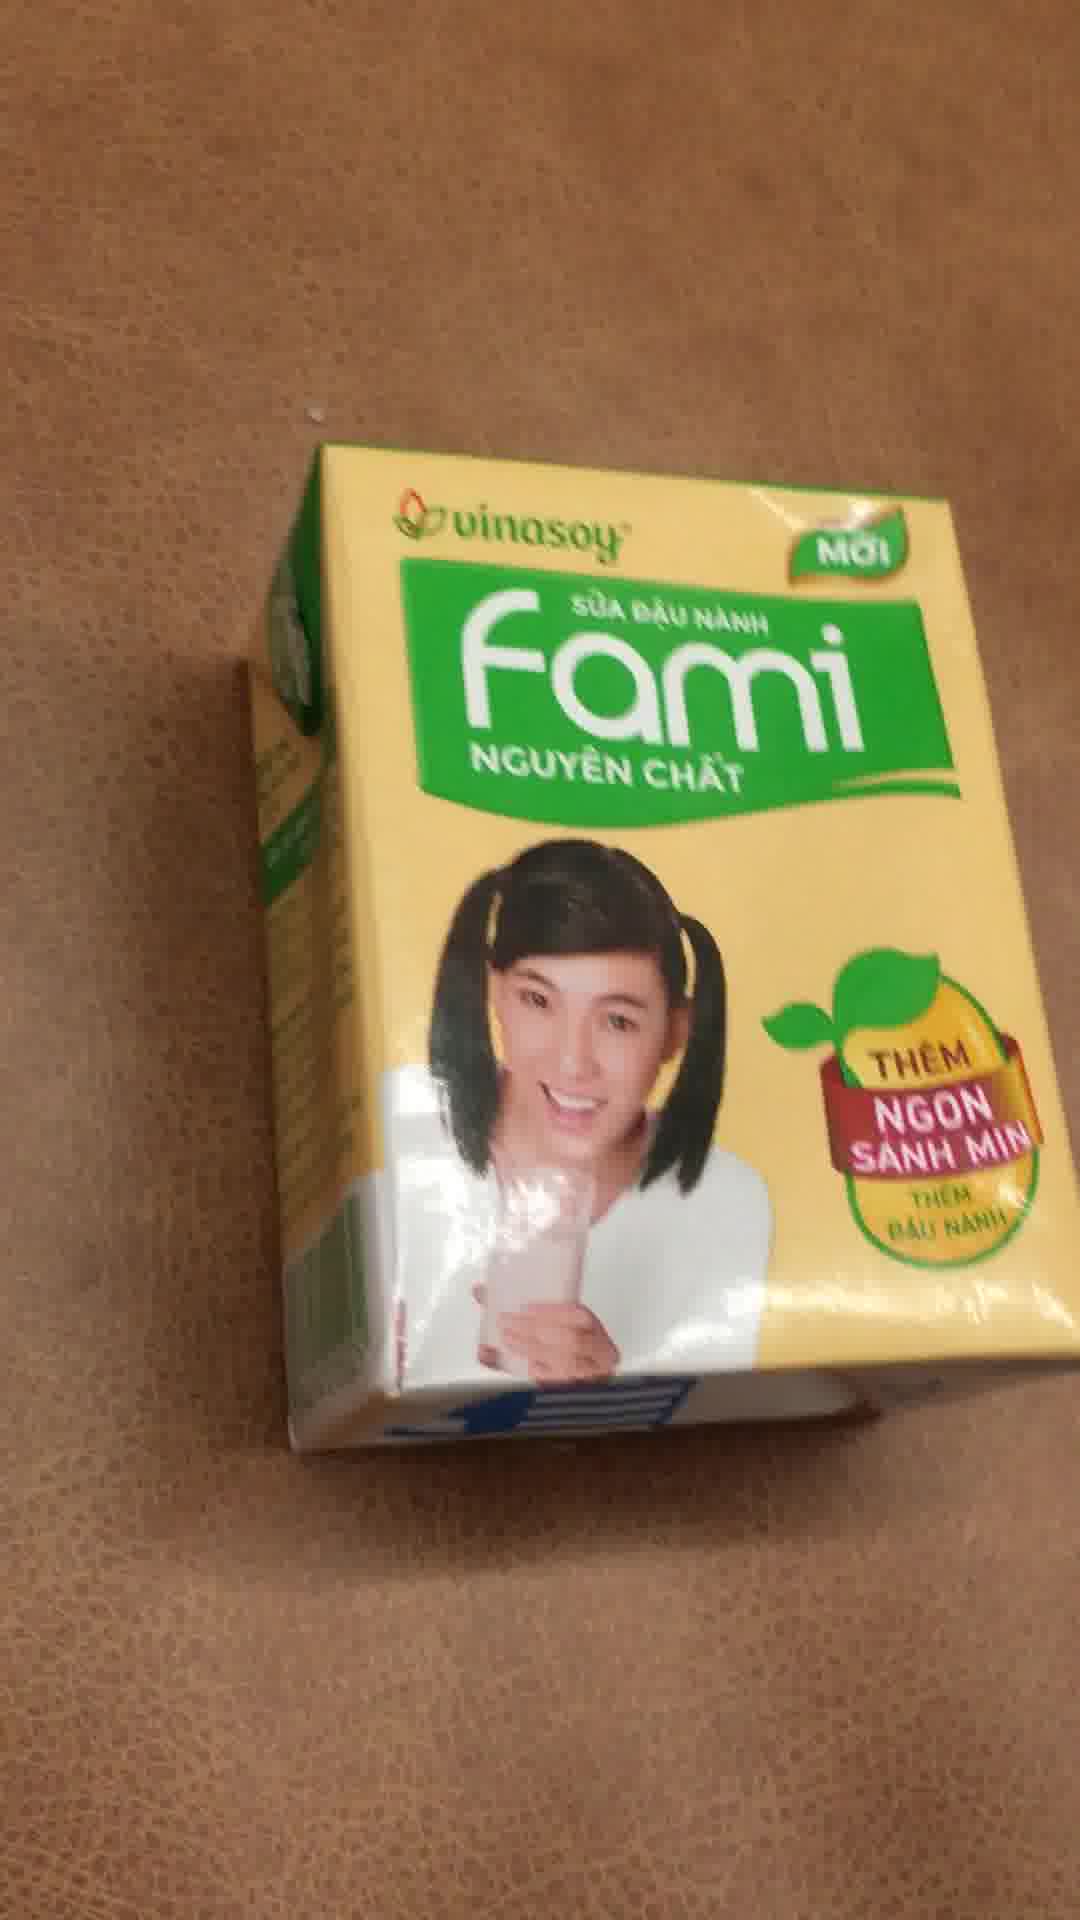 vinasoy
MỚI
SỮA ĐẬU NÀNH
Fami
NGUYÊN CHẤT
THÊM
NGON
SÁNH MỊN
THÊM
ĐẬU NÀNH